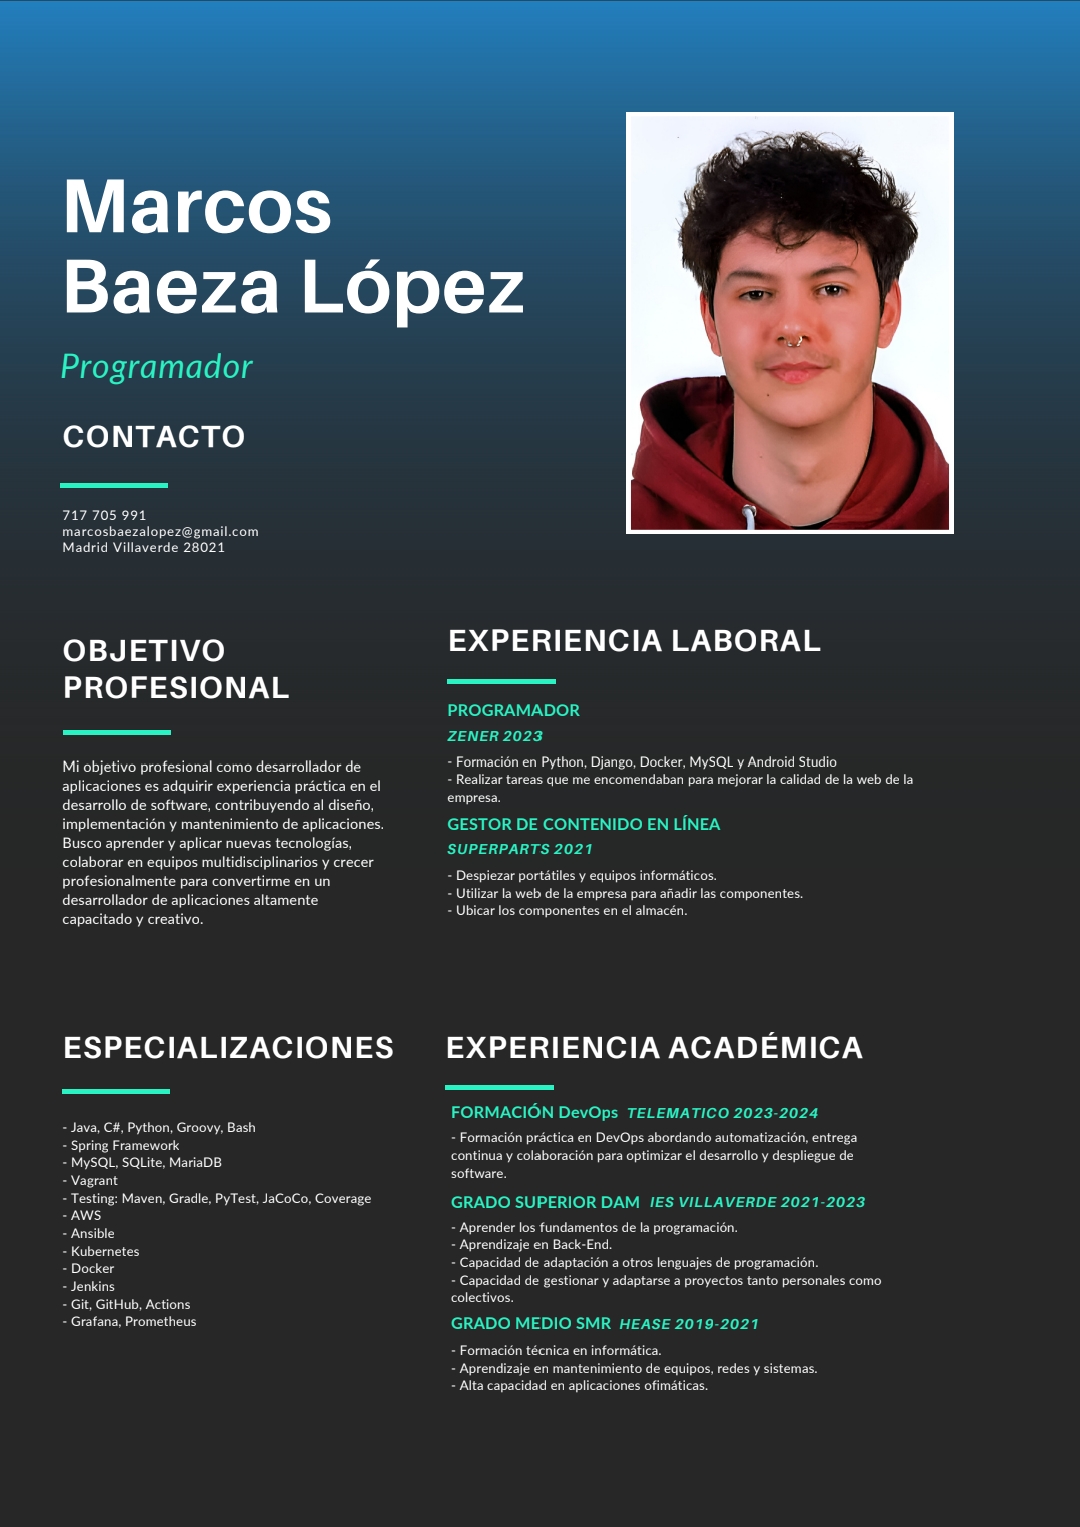 Marcos
Baeza López
Programador
CONTACTO
717 705 991
marcosbaezalopez@gmail.com
Madrid Villaverde 28021
OBJETIVO
PROFESIONAL
Mi objetivo profesional como desarrollador de
aplicaciones es adquirir experiencia práctica en el
desarrollo de software, contribuyendo al diseño,
implementación y mantenimiento de aplicaciones.
Busco aprender y aplicar nuevas tecnologías,
colaborar en equipos multidisciplinarios y crecer
profesionalmente para convertirme en un
desarrollador de aplicaciones altamente
capacitado y creativo.
EXPERIENCIA LABORAL
PROGRAMADOR
ZENER 2023
- Formación en Python, Django, Docker, MySQL y Android Studio
- Realizar tareas que me encomendaban para mejorar la calidad de la web de la
empresa.
GESTOR DE CONTENIDO EN LÍNEA
SUPERPARTS 2021
- Despiezar portátiles y equipos informáticos.
- Utilizar la web de la empresa para añadir las componentes.
- Ubicar los componentes en el almacén.
ESPECIALIZACIONES
- Java, C#, Python, Groovy, Bash
- Spring Framework
- MySQL, SQLite, MariaDB
- Vagrant
- Testing: Maven, Gradle, PyTest, JaCoCo, Coverage
- AWS
- Ansible
- Kubernetes
- Docker
- Jenkins
- Git, GitHub, Actions
- Grafana, Prometheus
EXPERIENCIA ACADÉMICA
FORMACIÓN DevOps TELEMATICO 2023-2024
- Formación práctica en DevOps abordando automatización, entrega
continua y colaboración para optimizar el desarrollo y despliegue de
software.
GRADO SUPERIOR DAM IES VILLAVERDE 2021-2023
- Aprender los fundamentos de la programación.
- Aprendizaje en Back-End.
- Capacidad de adaptación a otros lenguajes de programación.
- Capacidad de gestionar y adaptarse a proyectos tanto personales como
colectivos.
GRADO MEDIO SMR HEASE 2019-2021
- Formación técnica en informática.
- Aprendizaje en mantenimiento de equipos, redes y sistemas.
- Alta capacidad en aplicaciones ofimáticas.